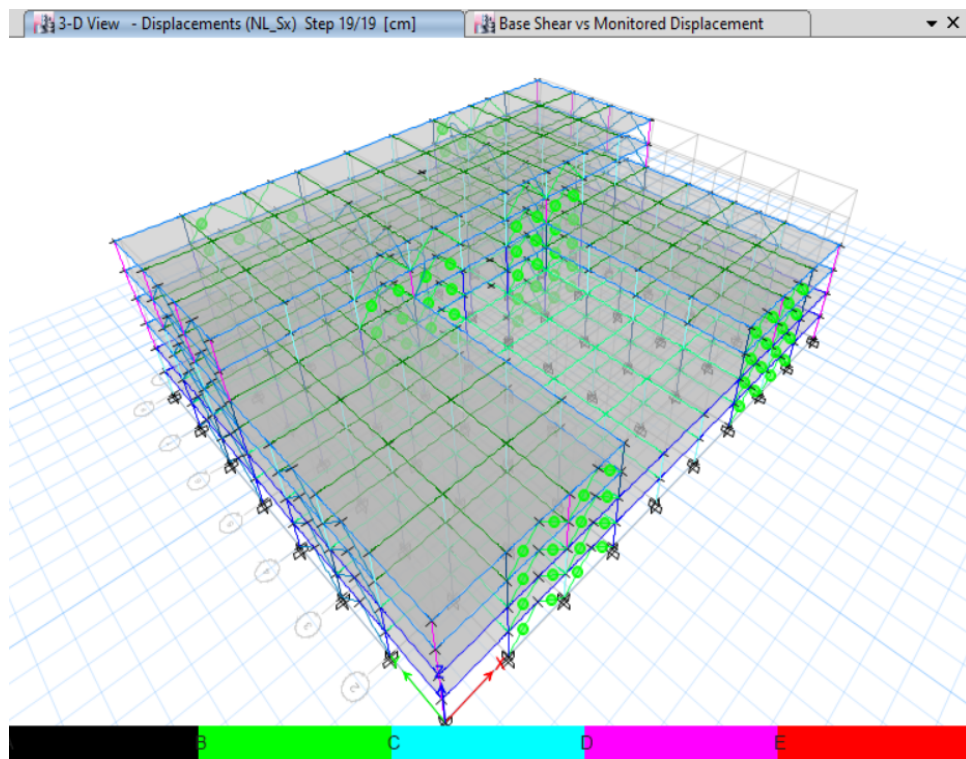 3-D View - Displacements (NL_Sx) Step 19/19 [cm]
Base Shear vs Monitored Displacement
Z
X
B C D E